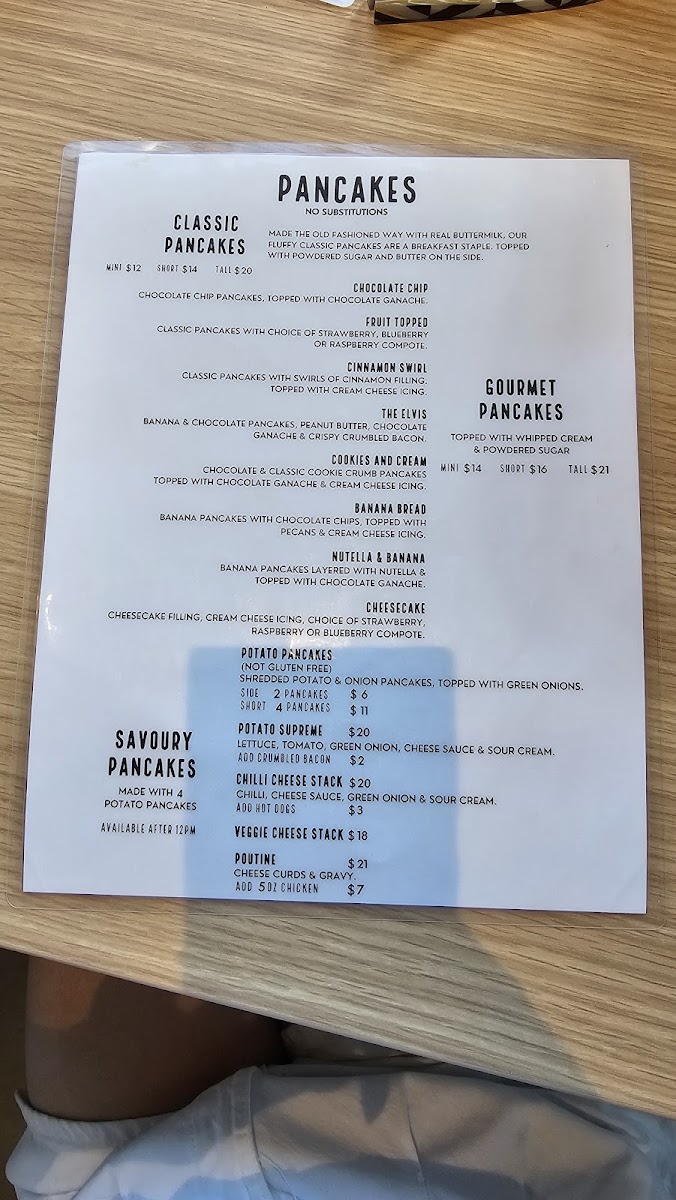 PANCAKES
NO SUBSTITUTIONS
CLASSIC
PANCAKES
MINI $12 SHORT $14 TALL $20
MADE THE OLD FASHIONED WAY WITH REAL BUTTERMILK, OUR
FLUFFY CLASSIC PANCAKES ARE A BREAKFAST STAPLE. TOPPED
WITH POWDERED SUGAR AND BUTTER ON THE SIDE.
CHOCOLATE CHIP
CHOCOLATE CHIP PANCAKES, TOPPED WITH CHOCOLATE GANACHE.
FRUIT TOPPED
CLASSIC PANCAKES WITH CHOICE OF STRAWBERRY, BLUEBERRY
OR RASPBERRY COMPOTE.
CINNAMON SWIRL
CLASSIC PANCAKES WITH SWIRLS OF CINNAMON FILLING.
TOPPED WITH CREAM CHEESE ICING.
THE ELVIS
BANANA & CHOCOLATE PANCAKES, PEANUT BUTTER, CHOCOLATE
GANACHE & CRISPY CRUMBLED BACON.
COOKIES AND CREAM
CHOCOLATE & CLASSIC COOKIE CRUMB PANCAKES
TOPPED WITH CHOCOLATE GANACHE & CREAM CHEESE ICING.
BANANA BREAD
BANANA PANCAKES WITH CHOCOLATE CHIPS, TOPPED WITH
PECANS & CREAM CHEESE ICING.
NUTELLA & BANANA
BANANA PANCAKES LAYERED WITH NUTELLA &
TOPPED WITH CHOCOLATE GANACHE.
CHEESECAKE
CHEESECAKE FILLING, CREAM CHEESE ICING, CHOICE OF STRAWBERRY,
RASPBERRY OR BLUEBERRY COMPOTE.
GOURMET
PANCAKES
TOPPED WITH WHIPPED CREAM
& POWDERED SUGAR
MINI $14 SHORT $16 TALL $21
SAVOURY
PANCAKES
MADE WITH 4
POTATO PANCAKES
AVAILABLE AFTER 12PM
POTATO PANCAKES
(NOT GLUTEN FREE)
SHREDDED POTATO & ONION PANCAKES, TOPPED WITH GREEN ONIONS.
SIDE 2 PANCAKES $6
SHORT 4 PANCAKES $11
POTATO SUPREME $20
LETTUCE, TOMATO, GREEN ONION, CHEESE SAUCE & SOUR CREAM.
ADD CRUMBLED BACON $2
CHILLI CHEESE STACK $20
CHILLI, CHEESE SAUCE, GREEN ONION & SOUR CREAM.
ADD HOT DOGS $3
VEGGIE CHEESE STACK $18
POUTINE $21
CHEESE CURDS & GRAVY.
ADD 5OZ CHICKEN $7